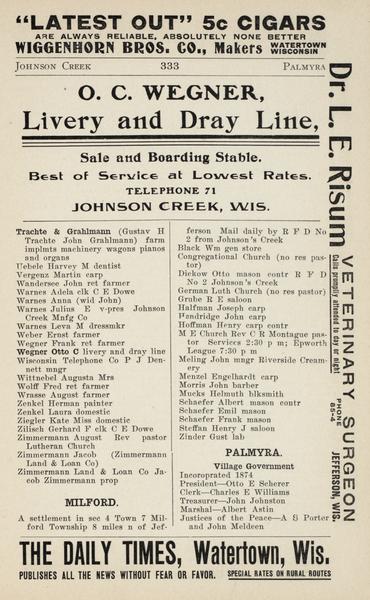 "LATEST OUT" 5c CIGARS
ARE ALWAYS RELIABLE, ABSOLUTELY NONE BETTER
WIGGENHORN BROS. CO., Makers WATERTOWN WISCONSIN
JOHNSON CREEK 333 PALMYRA
O. C. WEGNER,
Livery and Dray Line,
Sale and Boarding Stable.
Best of Service at Lowest Rates.
TELEPHONE 71
JOHNSON CREEK, WIS.
Trachte & Grahlmann (Gustav H
Trachte John Grahlmann) farm
implmts machinery wagons pianos
and organs
Uebele Harvey M dentist
Vergenz Martin carp
Wandersee John ret farmer
Warnes Adela clk C E Dowe
Warnes Anna (wid John)
Warnes Julius E v-pres Johnson
Creek Mnfg Co
Warnes Leva M dressmkr
Weber Ernst farmer
Wegner Frank ret farmer
Wegner Otto C livery and dray line
Wisconsin Telephone Co P J Den-
nett mngr
Wittnebel Augusta Mrs
Wolff Fred ret farmer
Wrasse August farmer
Zenkel Herman painter
Zenkel Laura domestic
Ziegler Kate Miss domestic
Zilisch Gerhard F clk C E Dowe
Zimmermann August Rev pastor
Lutheran Church
Zimmermann Jacob (Zimmermann
Land & Loan Co)
Zimmermann Land & Loan Co Ja-
cob Zimmermann prop
MILFORD.
A settlement in sec 4 Town 7 Mil-
ford Township 8 miles n of Jef-
ferson Mail daily by R F D No
2 from Johnson's Creek
Black Wm gen store
Congregational Church (no res pas-
tor)
Dickow Otto mason contr R F D
No 2 Johnson's Creek
German Luth Church (no res pastor)
Grube R E saloon
Halfman Joseph carp
Handridge John carp
Hoffman Henry carp contr
M E Church Rev C R Montague pas-
tor Services 2:30 p m; Epworth
League 7:30 p m
Meling John mngr Riverside Cream-
ery
Menzel Engelhardt carp
Morris John barber
Mucks Helmuth blksmith
Schaefer Albert mason contr
Schaefer Emil mason
Schaefer Frank mason
Steffan Henry J saloon
Zinder Gust lab
PALMYRA.
Village Government
Incoroprated 1874
President—Otto E Scherer
Clerk—Charles E Williams
Treasurer—John Johnston
Marshal—Albert Astin
Justices of the Peace—A S Porter
and John Meldeen
Dr. L. E. Risum
VETERINARY SURGEON
Calls promptly attended to day or night
PHONE
85-4
JEFFERSON, WIS.
THE DAILY TIMES, Watertown, Wis.
PUBLISHES ALL THE NEWS WITHOUT FEAR OR FAVOR. SPECIAL RATES ON RURAL ROUTES